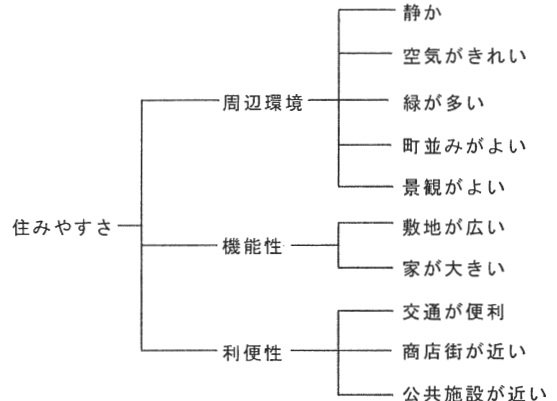 静か
空気がきれい
周辺環境
緑が多い
町並みがよい
景観がよい
住みやすさ
敷地が広い
機能性
家が大きい
交通が便利
利便性
商店街が近い
公共施設が近い